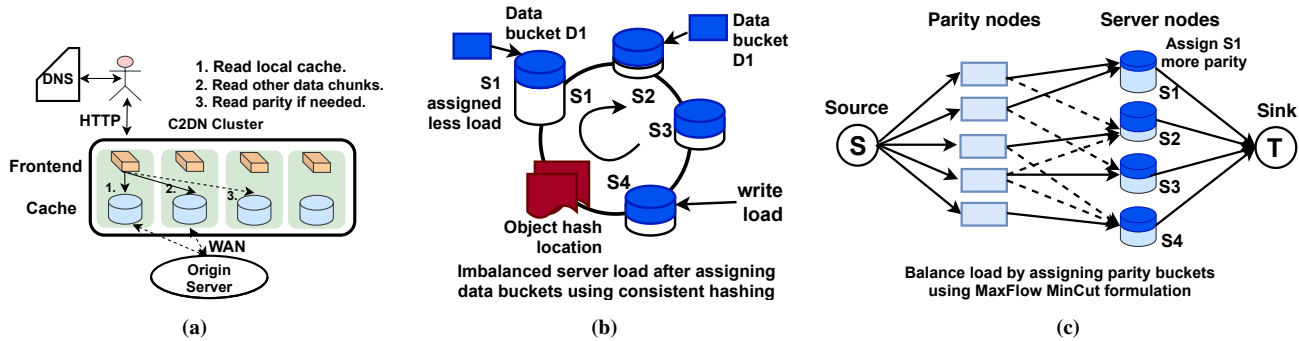 DNS
1. Read local cache.
2. Read other data chunks.
3. Read parity if needed.
HTTP
C2DN Cluster
Frontend
1.
2.
3.
Cache
WAN
Origin
Server
(a)
Data
bucket D1
Data
bucket
D1
S1
assigned
less load
S1
S2
S3
S4
write
load
Object hash
location
Imbalanced server load after assigning
data buckets using consistent hashing
(b)
Parity nodes
Server nodes
Assign S1
more parity
Source
S
S1
S2
S3
S4
Sink
T
Balance load by assigning parity buckets
using MaxFlow MinCut formulation
(c)